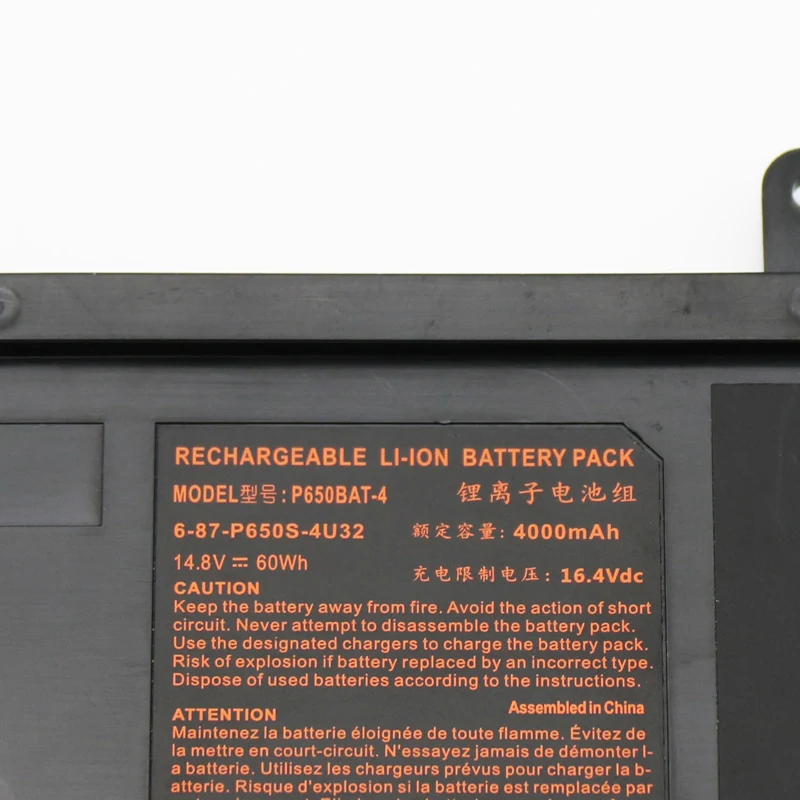 RECHARGEABLE LI-ION BATTERY PACK
MODEL型号:P650BAT-4 锂离子电池组
6-87-P650S-4U32 额定容量: 4000mAh
14.8V ⎓ 60Wh 充电限制电压: 16.4Vdc
CAUTION
Keep the battery away from fire. Avoid the action of short
circuit. Never attempt to disassemble the battery pack.
Use the designated chargers to charge the battery pack.
Risk of explosion if battery replaced by an incorrect type.
Dispose of used batteries according to the instructions.
Assembled in China
ATTENTION
Maintenez la batterie éloignée de toute flamme. Évitez de
la mettre en court-circuit. N'essayez jamais de démonter l-
a batterie. Utilisez les chargeurs prévus pour charger la b-
atterie. Risque d'explosion si la batterie est remplacée par